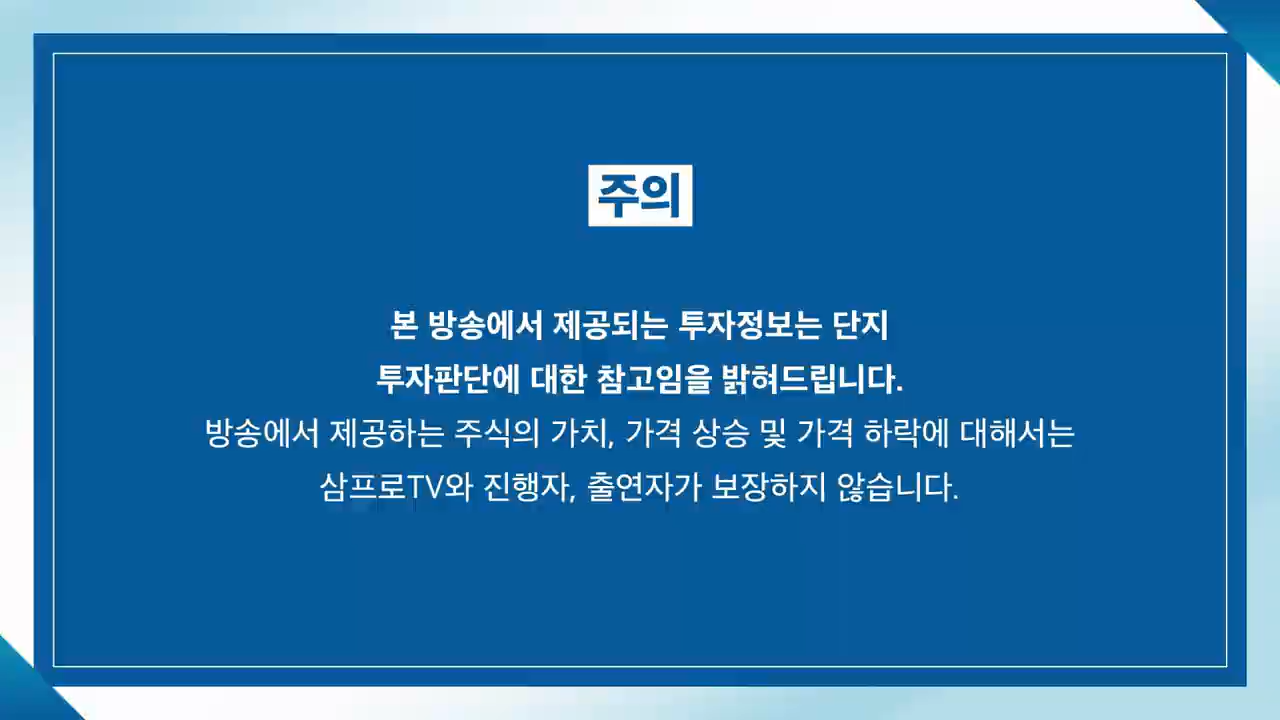 주의
본 방송에서 제공되는 투자정보는 단지
투자판단에 대한 참고임을 밝혀드립니다.
방송에서 제공하는 주식의 가치, 가격 상승 및 가격 하락에 대해서는
삼프로TV와 진행자, 출연자가 보장하지 않습니다.